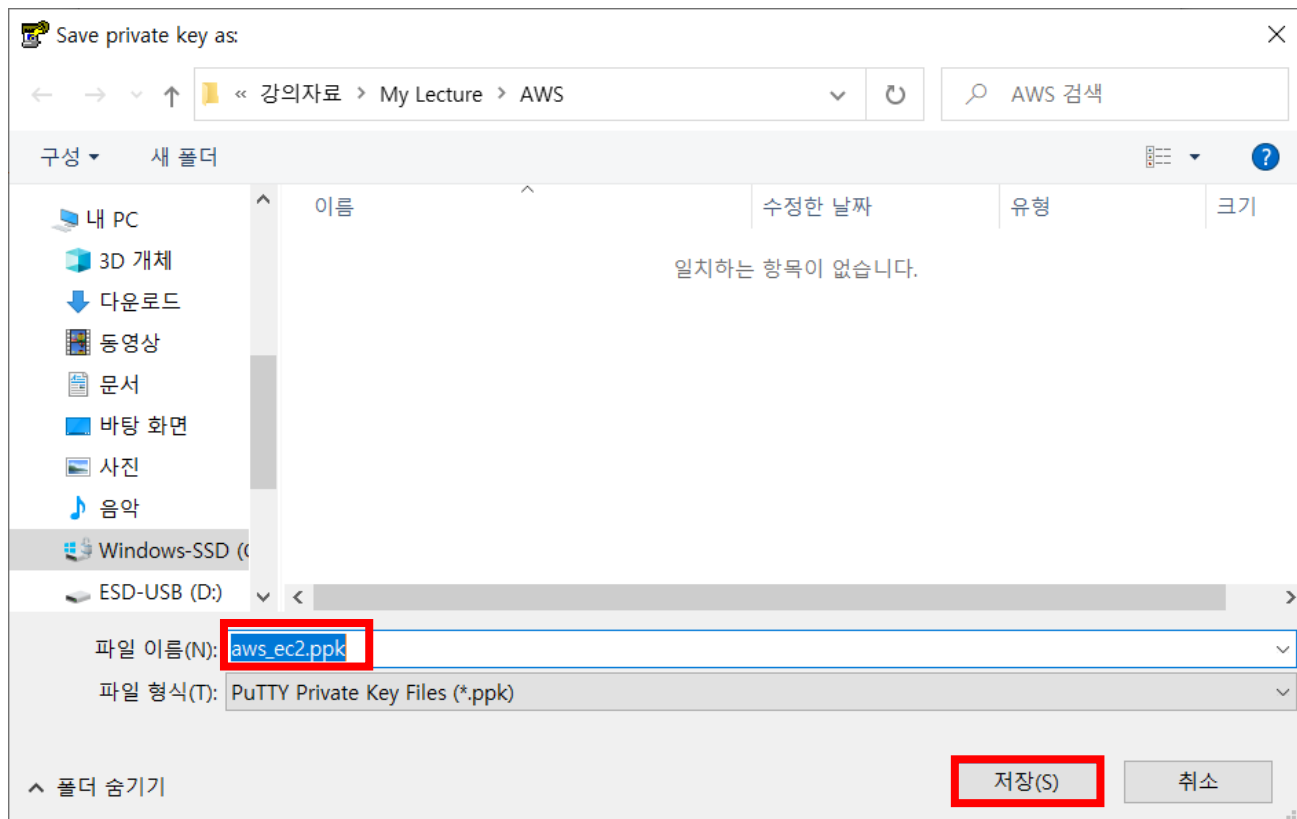 Save private key as:
« 강의자료 > My Lecture > AWS
AWS 검색
구성
새 폴더
이름
수정한 날짜
유형
크기
내 PC
3D 개체
다운로드
동영상
문서
바탕 화면
사진
음악
Windows-SSD (C
ESD-USB (D:)
일치하는 항목이 없습니다.
파일 이름(N): aws_ec2.ppk
파일 형식(T): PuTTY Private Key Files (*.ppk)
폴더 숨기기
저장(S)
취소